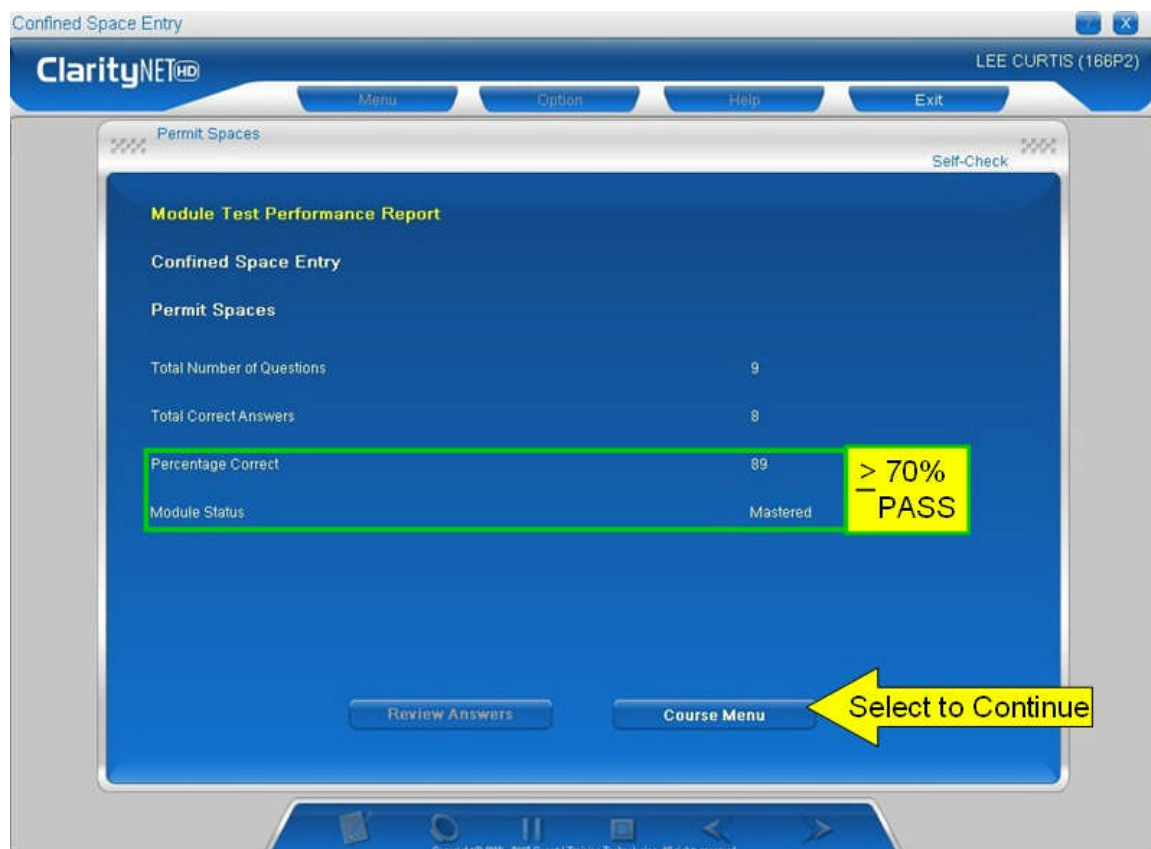 Confined Space Entry
? X
ClarityNET HD
LEE CURTIS (166P2)
Menu Option Help Exit
Permit Spaces
Self-Check
Module Test Performance Report
Confined Space Entry
Permit Spaces
Total Number of Questions 9
Total Correct Answers 8
Percentage Correct 89
Module Status Mastered
> 70%
PASS
Review Answers
Course Menu
Select to Continue